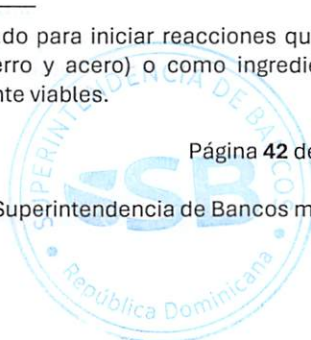 do para iniciar reacciones qu
erro y acero) o como ingredie
nte viables.
Página 42 de
Superintendencia de Bancos m
SUPERINTENDENCIA DE BANCOS
SB
República Dominicana